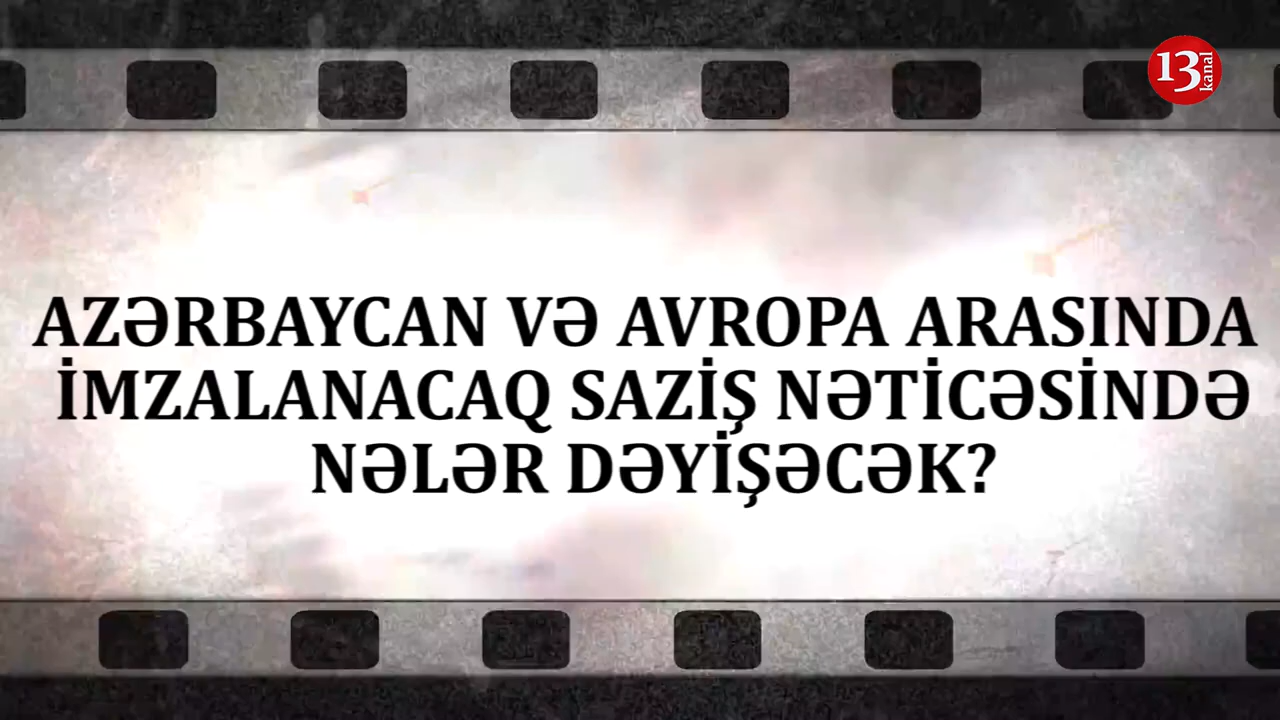 13 kanal
AZƏRBAYCAN VƏ AVROPA ARASINDA
İMZALANACAQ SAZİŞ NƏTİCƏSİNDƏ
NƏLƏR DƏYİŞƏCƏK?